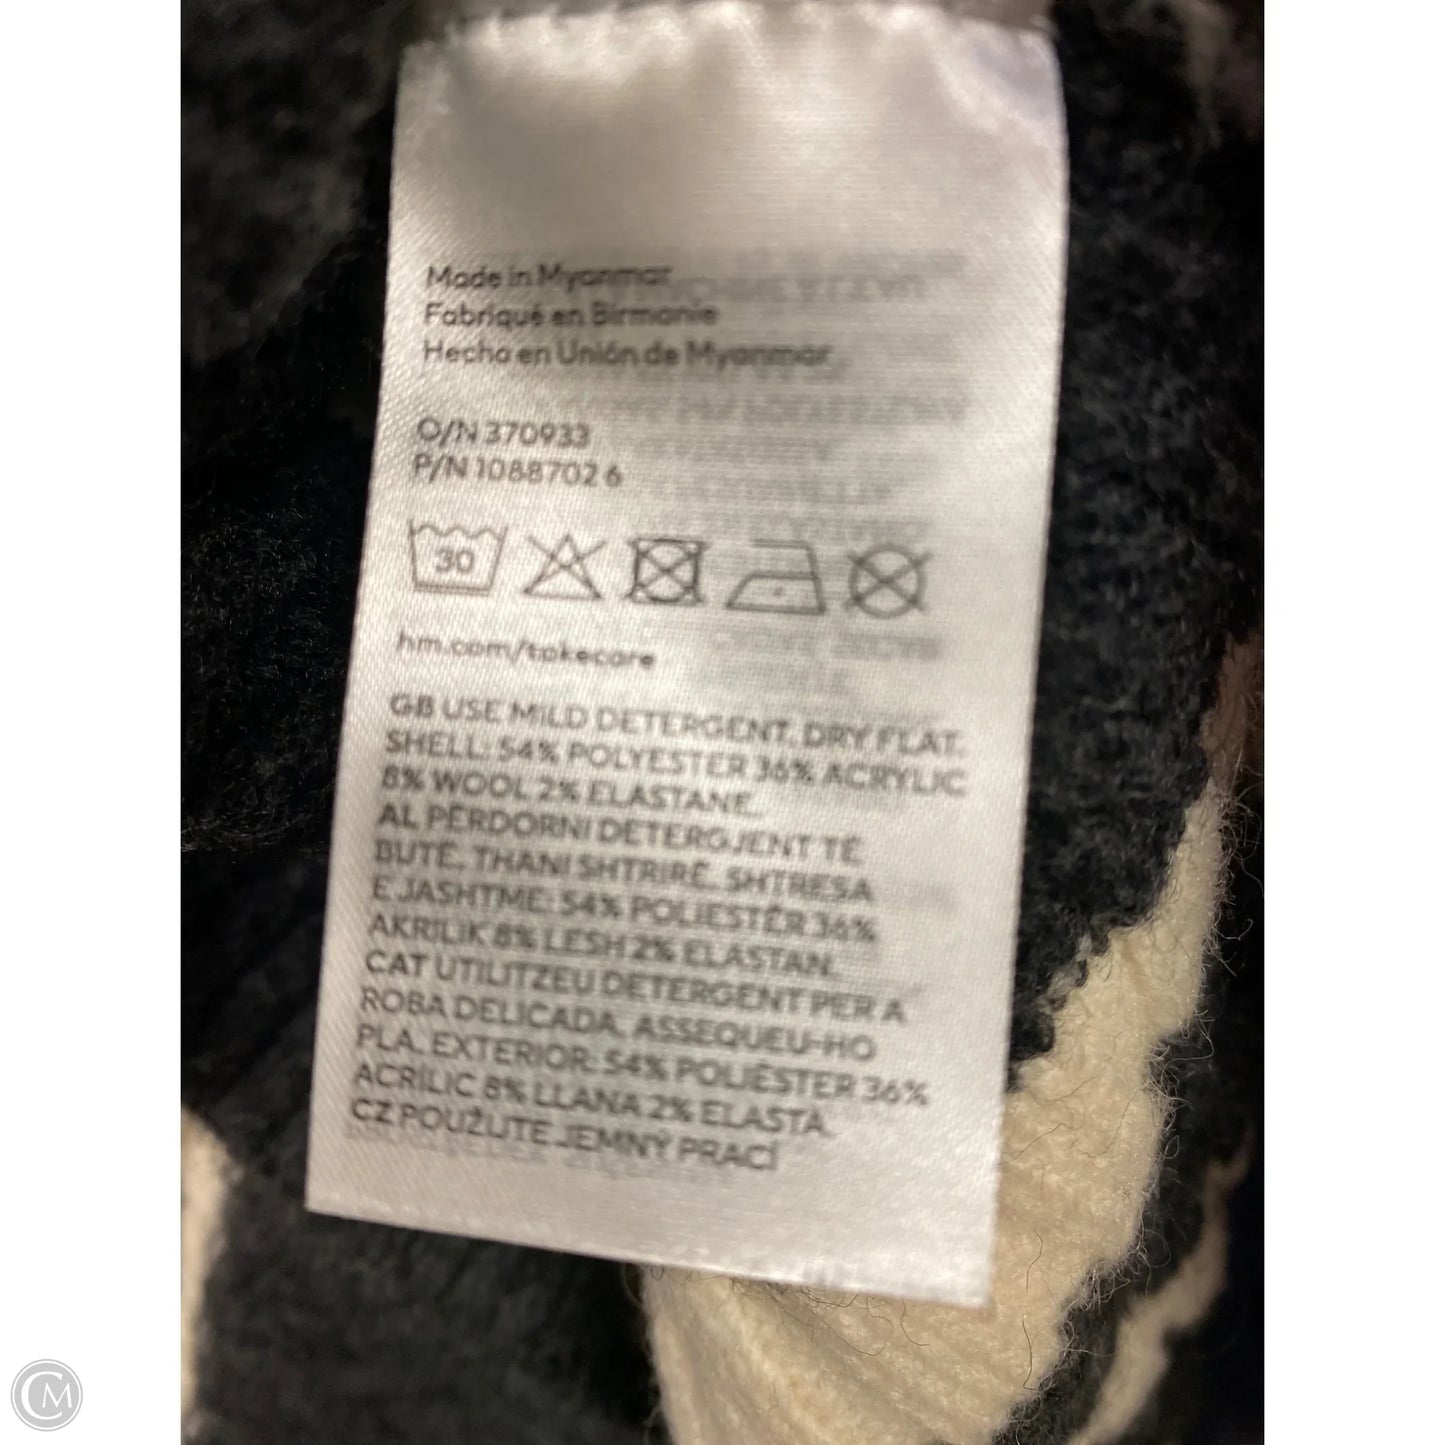 Made in Myanmar
Fabriqué en Birmanie
Hecho en Unión de Myanmar
O/N 370933
P/N 1088702 6
30
hm.com/takecare
GB USE MILD DETERGENT. DRY FLAT.
SHELL: 54% POLYESTER 36% ACRYLIC
8% WOOL 2% ELASTANE.
AL PËRDORNI DETERGJENT TË
BUTË. THANI SHTRIRË. SHTRESA
E JASHTME: 54% POLIESTËR 36%
AKRILIK 8% LESH 2% ELASTAN.
CAT UTILITZEU DETERGENT PER A
ROBA DELICADA, ASSEQUEU-HO
PLA. EXTERIOR: 54% POLIÈSTER 36%
ACRÍLIC 8% LLANA 2% ELASTÀ.
CZ POUŽIJTE JEMNÝ PRACÍ
CM